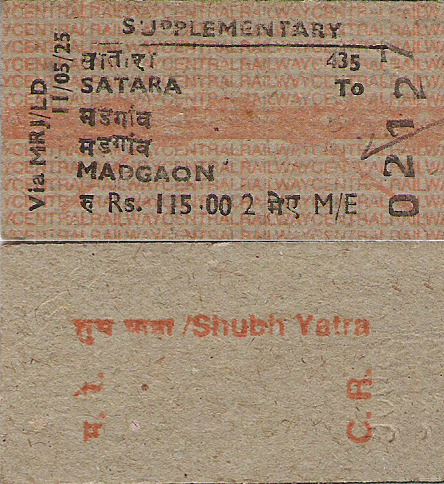 SUPPLEMENTARY
सातारा 435
SATARA To
मडगांव
मडगांव
MADGAON
रु Rs. 115.00 2 मेए M/E
Via MRJ/LD
11/05/25
02127
शुभ यात्रा/Shubh Yatra
म. रे.
C. R.